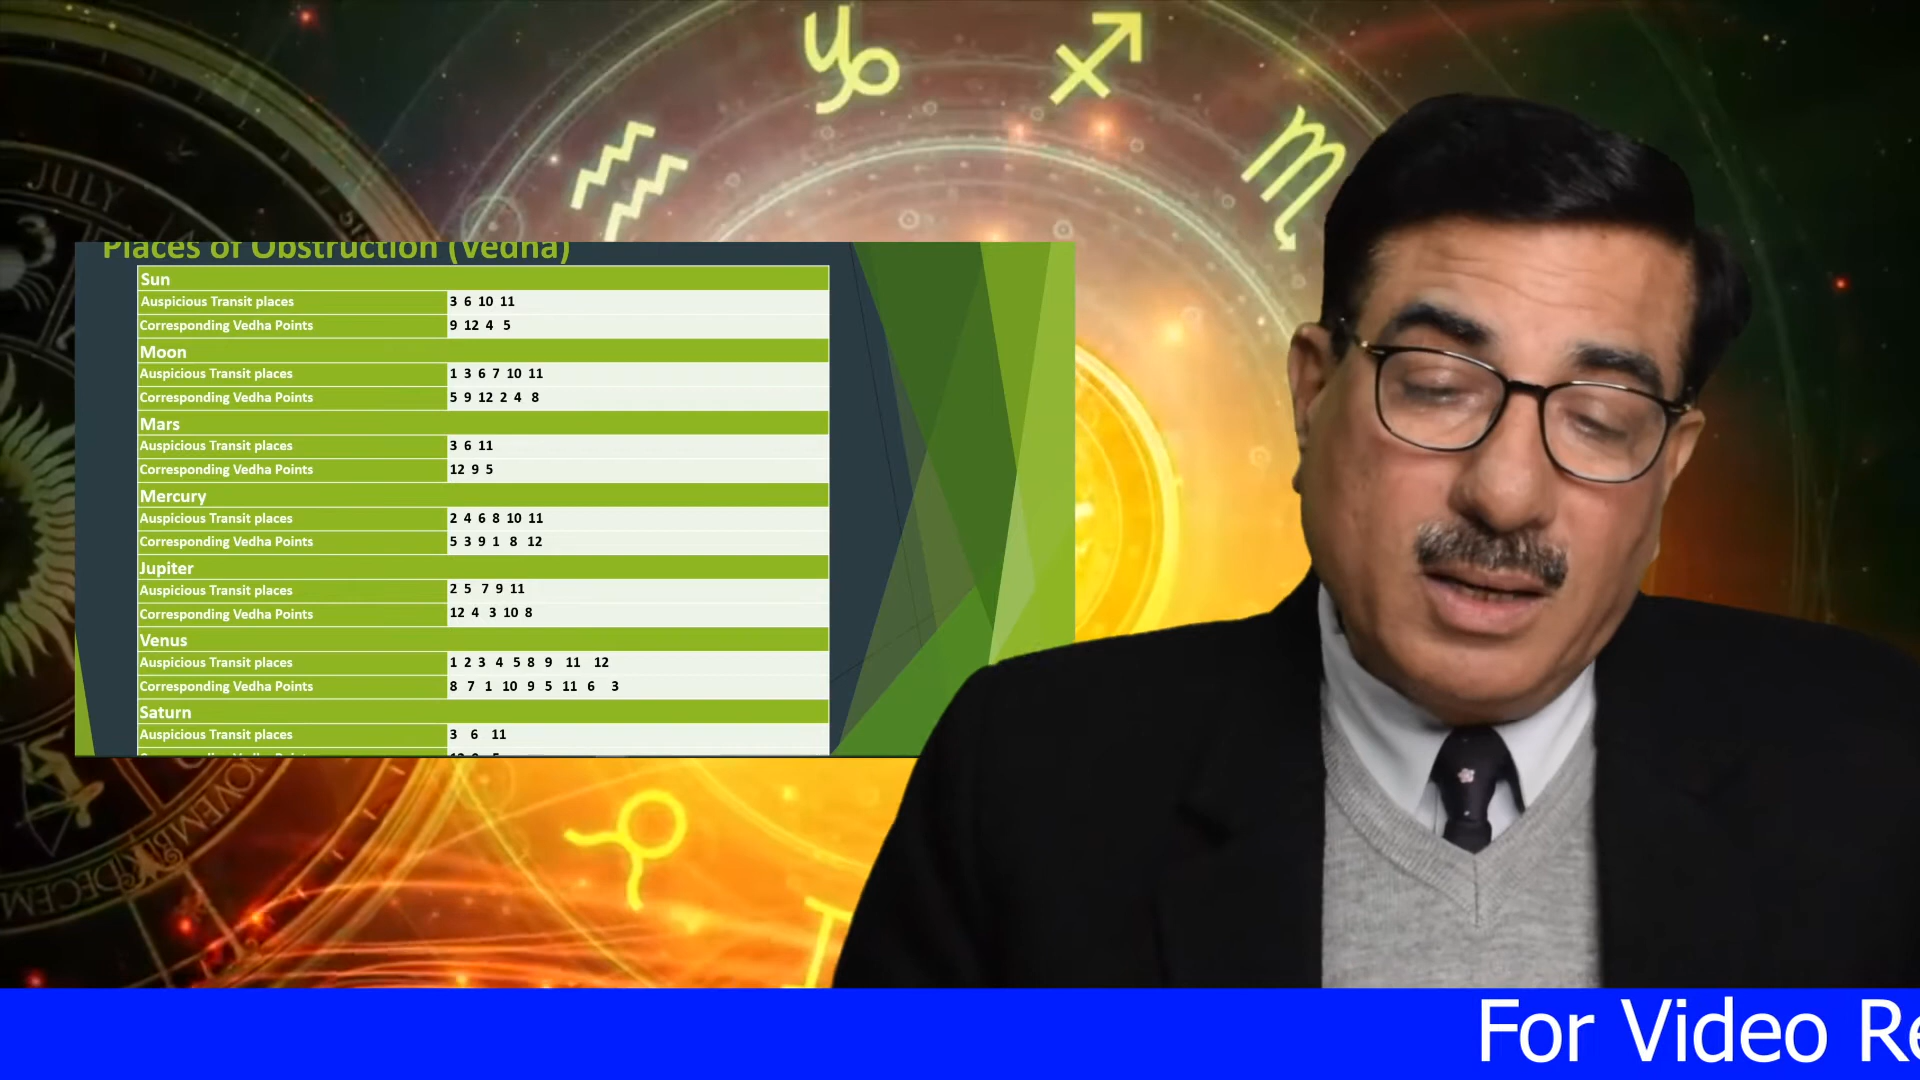 JULY
Places of Obstruction (Vedha)
Sun
Auspicious Transit places 3 6 10 11
Corresponding Vedha Points 9 12 4 5
Moon
Auspicious Transit places 1 3 6 7 10 11
Corresponding Vedha Points 5 9 12 2 4 8
Mars
Auspicious Transit places 3 6 11
Corresponding Vedha Points 12 9 5
Mercury
Auspicious Transit places 2 4 6 8 10 11
Corresponding Vedha Points 5 3 9 1 8 12
Jupiter
Auspicious Transit places 2 5 7 9 11
Corresponding Vedha Points 12 4 3 10 8
Venus
Auspicious Transit places 1 2 3 4 5 8 9 11 12
Corresponding Vedha Points 8 7 1 10 9 5 11 6 3
Saturn
Auspicious Transit places 3 6 11
For Video Re